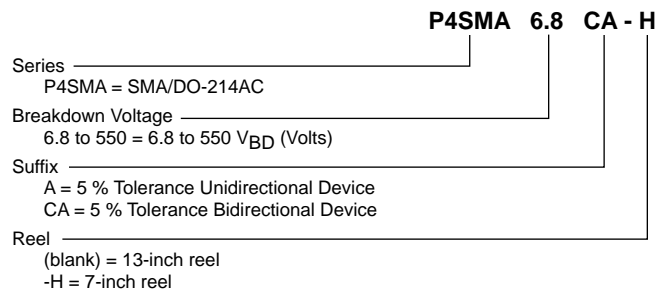 P4SMA 6.8 CA - H
Series
P4SMA = SMA/DO-214AC
Breakdown Voltage
6.8 to 550 = 6.8 to 550 VBD (Volts)
Suffix
A = 5 % Tolerance Unidirectional Device
CA = 5 % Tolerance Bidirectional Device
Reel
(blank) = 13-inch reel
-H = 7-inch reel